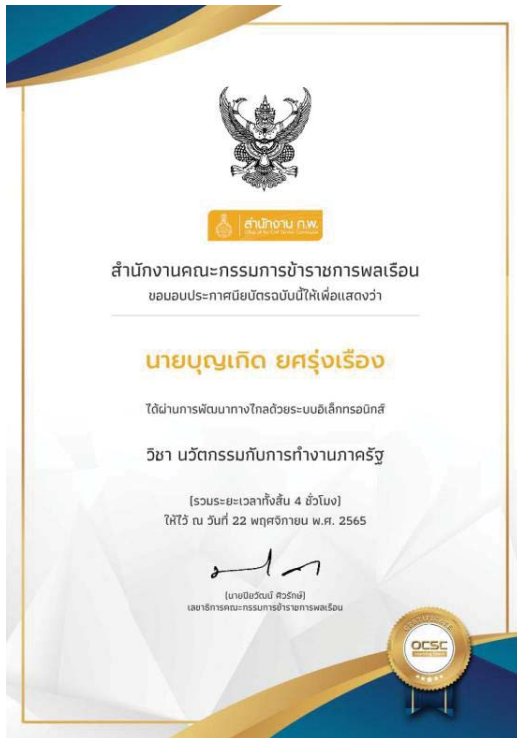 สำนักงาน ก.พ.
สำนักงานคณะกรรมการข้าราชการพลเรือน
ขอมอบประกาศนียบัตรฉบับนี้ให้เพื่อแสดงว่า
นายบุญเกิด ยศรุ่งเรือง
ได้ผ่านการพัฒนาทางไกลด้วยระบบอิเล็กทรอนิกส์
วิชา นวัตกรรมกับการทำงานภาครัฐ
(รวมระยะเวลาทั้งสิ้น 4 ชั่วโมง)
ให้ไว้ ณ วันที่ 22 พฤศจิกายน พ.ศ. 2565
(นายปิยวัฒน์ ศิวรักษ์)
เลขาธิการคณะกรรมการข้าราชการพลเรือน
CERTIFICATE
OCSC